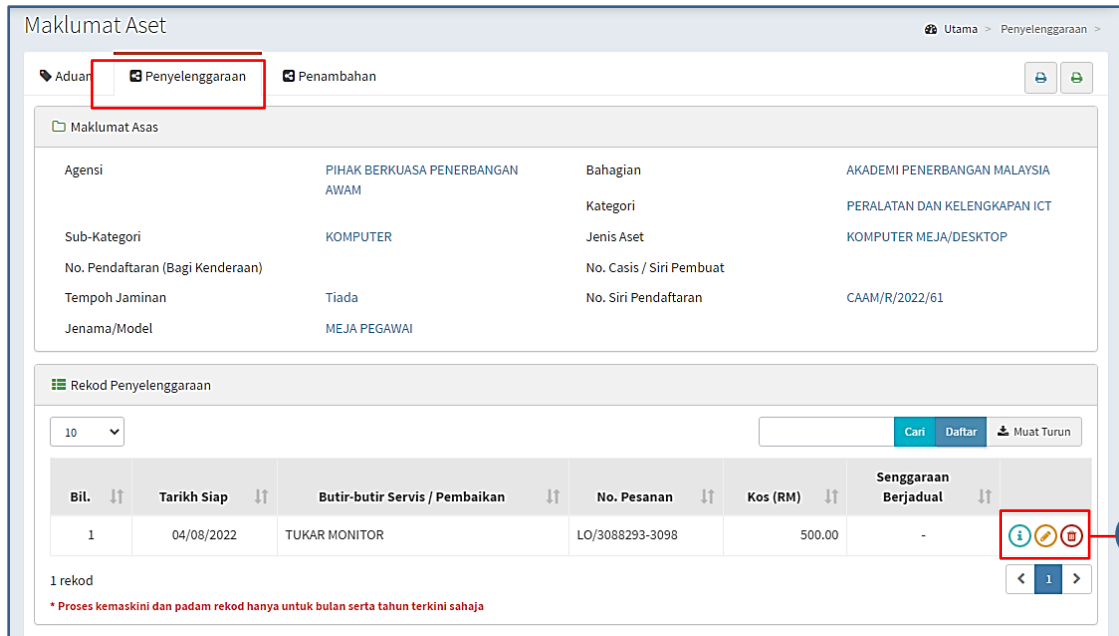 Maklumat Aset
Utama > Penyelenggaraan >
Aduan Penyelenggaraan Penambahan
Maklumat Asas
Agensi PIHAK BERKUASA PENERBANGAN AWAM Bahagian AKADEMI PENERBANGAN MALAYSIA
Kategori PERALATAN DAN KELENGKAPAN ICT
Sub-Kategori KOMPUTER Jenis Aset KOMPUTER MEJA/DESKTOP
No. Pendaftaran (Bagi Kenderaan) No. Casis / Siri Pembuat
Tempoh Jaminan Tiada No. Siri Pendaftaran CAAM/R/2022/61
Jenama/Model MEJA PEGAWAI
Rekod Penyelenggaraan
10 Cari Daftar Muat Turun
Bil. Tarikh Siap Butir-butir Servis / Pembaikan No. Pesanan Kos (RM) Senggaraan Berjadual
1 04/08/2022 TUKAR MONITOR LO/3088293-3098 500.00 -
1 rekod < 1 >
* Proses kemaskini dan padam rekod hanya untuk bulan serta tahun terkini sahaja